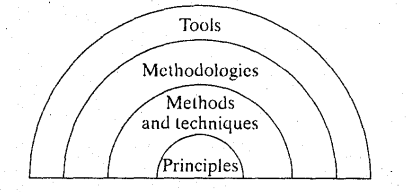 Tools
Methodologies
Methods
and techniques
Principles